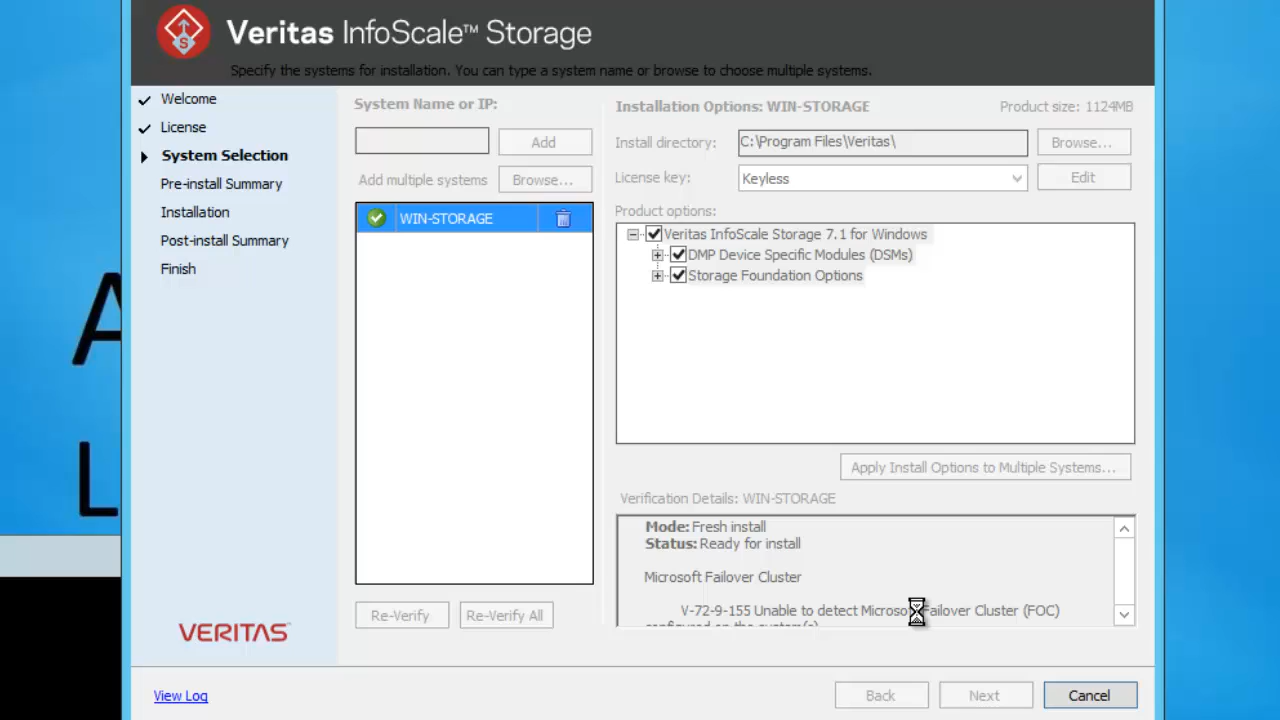 Veritas InfoScale™ Storage
Specify the systems for installation. You can type a system name or browse to choose multiple systems.
Welcome
License
System Selection
Pre-install Summary
Installation
Post-install Summary
Finish
VERITAS™
System Name or IP:
Add
Add multiple systems
Browse...
WIN-STORAGE
Re-Verify
Re-Verify All
Installation Options: WIN-STORAGE
Product size: 1124MB
Install directory:
C:\Program Files\Veritas\
Browse...
License key:
Keyless
Edit
Product options:
Veritas InfoScale Storage 7.1 for Windows
DMP Device Specific Modules (DSMs)
Storage Foundation Options
Apply Install Options to Multiple Systems...
Verification Details: WIN-STORAGE
Mode: Fresh install
Status: Ready for install
Microsoft Failover Cluster
V-72-9-155 Unable to detect Microsoft Failover Cluster (FOC)
configured on the system(s)
View Log
Back
Next
Cancel
A
L